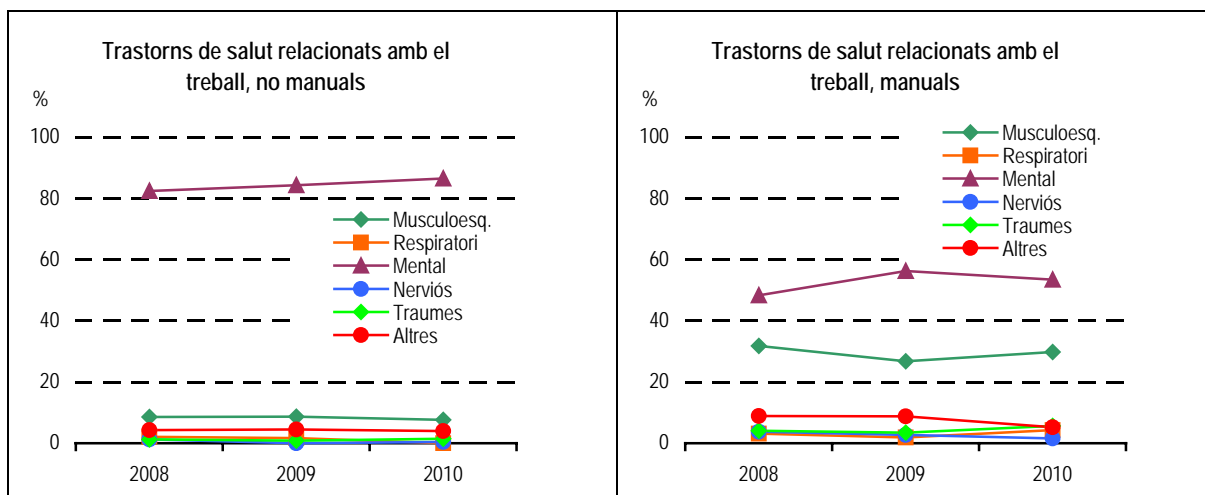 Trastorns de salut relacionats amb el
treball, no manuals
%
100
80
60
40
20
0
2008
2009
2010
Musculoesq.
Respiratori
Mental
Nerviós
Traumes
Altres
Trastorns de salut relacionats amb el
treball, manuals
%
100
80
60
40
20
0
2008
2009
2010
Musculoesq.
Respiratori
Mental
Nerviós
Traumes
Altres